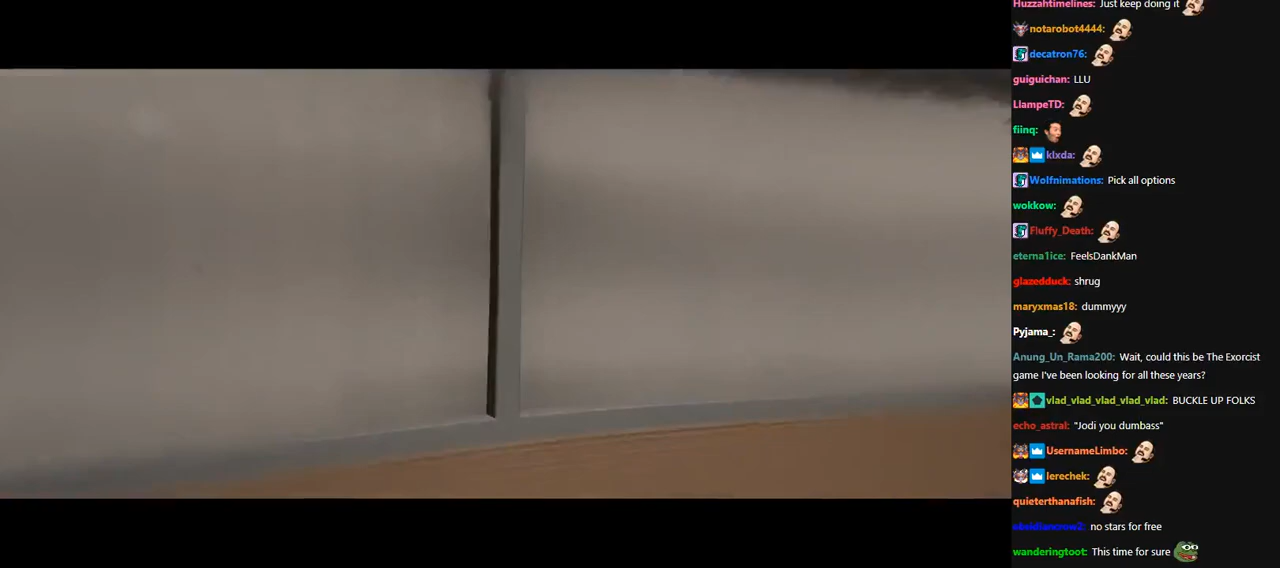 Huzzahtimelines: Just keep doing it
notarobot4444:
decatron76:
guiguichan: LLU
LlampeTD:
fiinq:
klxda:
Wolfnimations: Pick all options
wokkow:
Fluffy_Death:
eterna1ice: FeelsDankMan
glazedduck: shrug
maryxmas18: dummyyy
Pyjama_:
Anung_Un_Rama200: Wait, could this be The Exorcist
game I've been looking for all these years?
vlad_vlad_vlad_vlad_vlad: BUCKLE UP FOLKS
echo_astral: "Jodi you dumbass"
UsernameLimbo:
lerechek:
quieterthanafish:
no stars for free
wanderingtoot: This time for sure